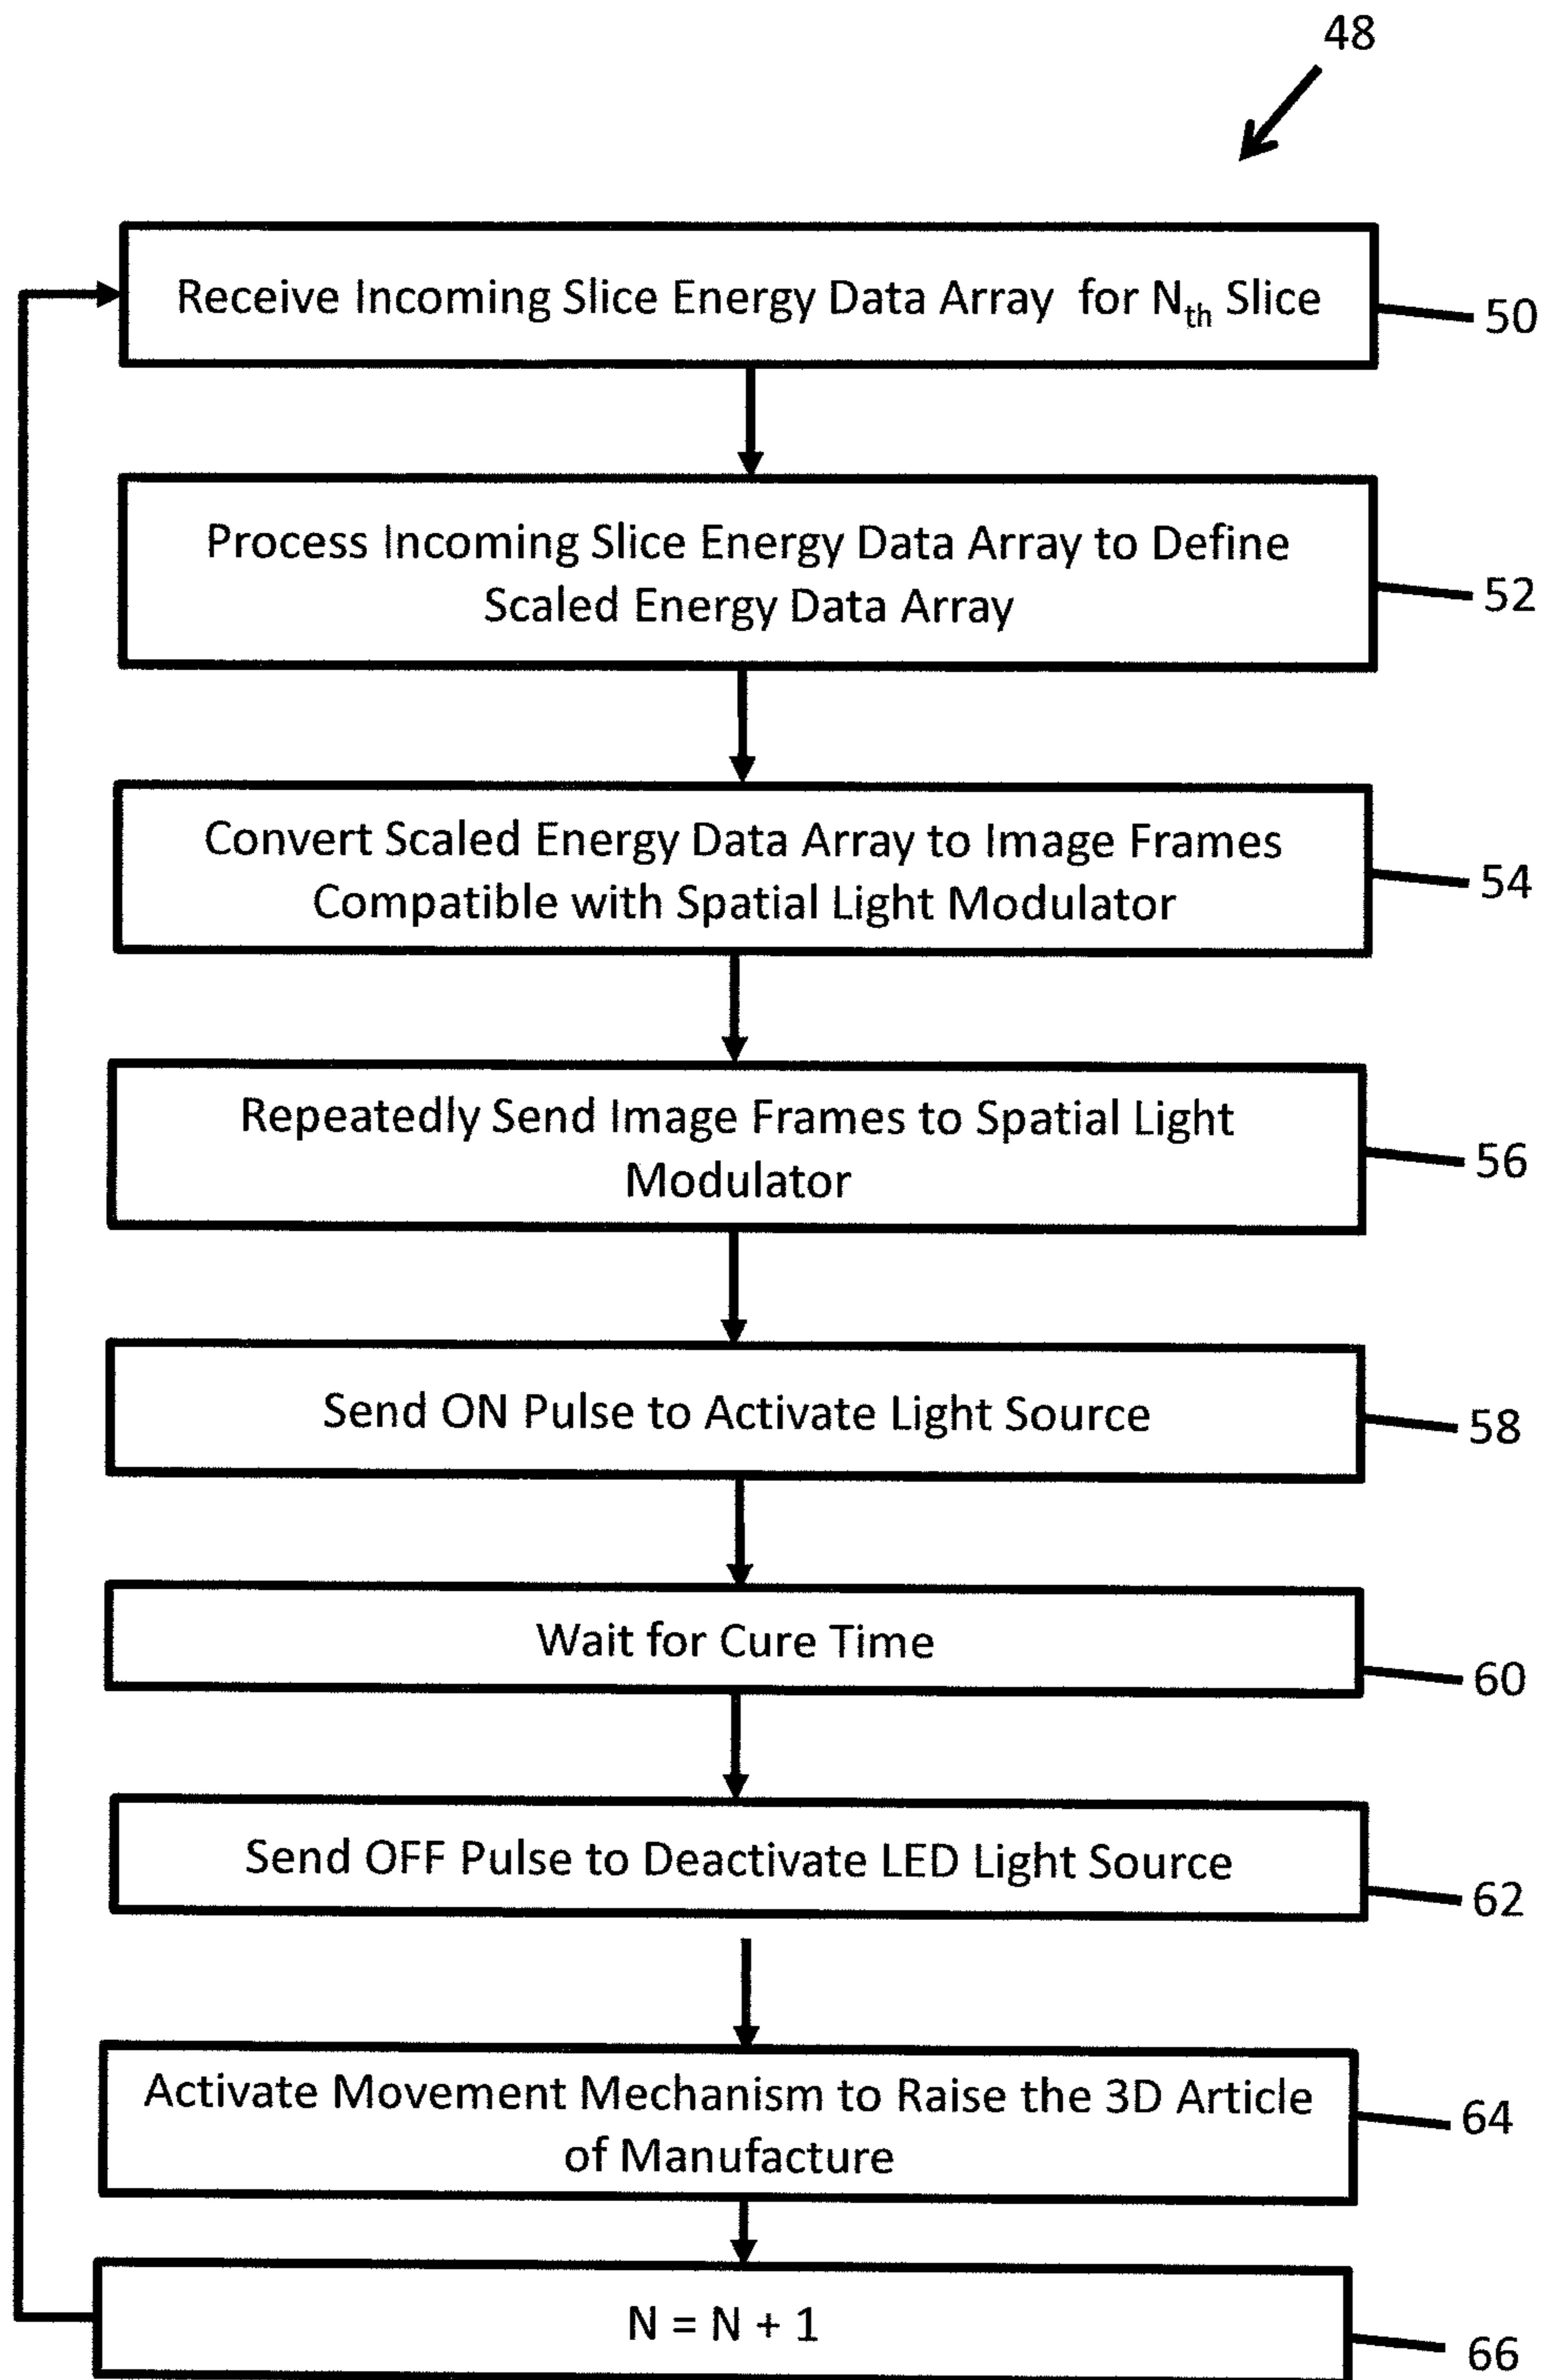 48
Receive Incoming Slice Energy Data Array for Nth Slice
50
Process Incoming Slice Energy Data Array to Define
Scaled Energy Data Array
52
Convert Scaled Energy Data Array to Image Frames
Compatible with Spatial Light Modulator
54
Repeatedly Send Image Frames to Spatial Light
Modulator
56
Send ON Pulse to Activate Light Source
58
Wait for Cure Time
60
Send OFF Pulse to Deactivate LED Light Source
62
Activate Movement Mechanism to Raise the 3D Article
of Manufacture
64
N = N + 1
66